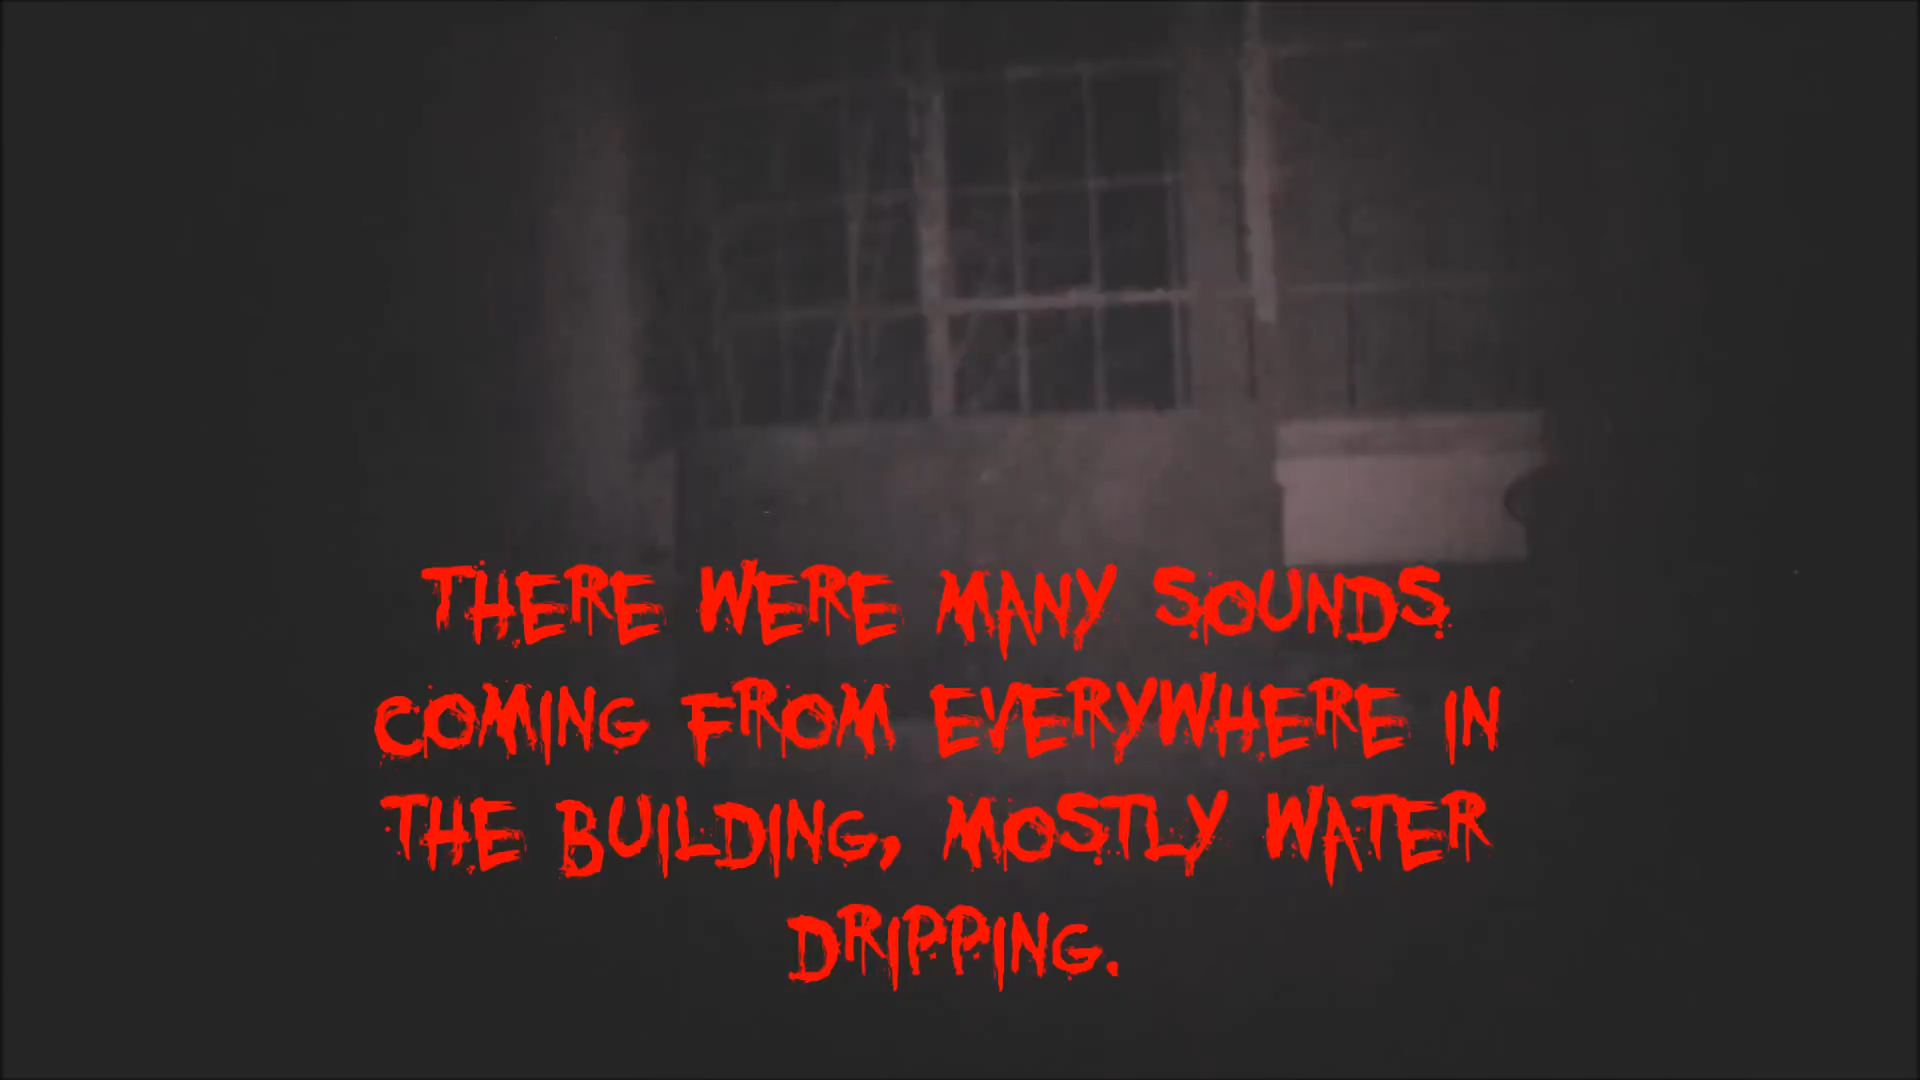 THERE WERE MANY SOUNDS
COMING FROM EVERYWHERE IN
THE BUILDING, MOSTLY WATER
DRIPPING.